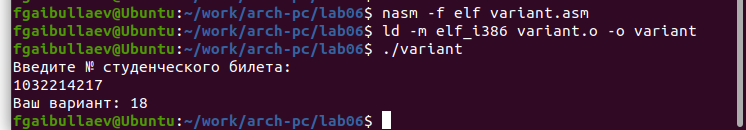 fgaibullaev@Ubuntu:~/work/arch-pc/lab06$ nasm -f elf variant.asm
fgaibullaev@Ubuntu:~/work/arch-pc/lab06$ ld -m elf_i386 variant.o -o variant
fgaibullaev@Ubuntu:~/work/arch-pc/lab06$ ./variant
Введите № студенческого билета:
1032214217
Ваш вариант: 18
fgaibullaev@Ubuntu:~/work/arch-pc/lab06$